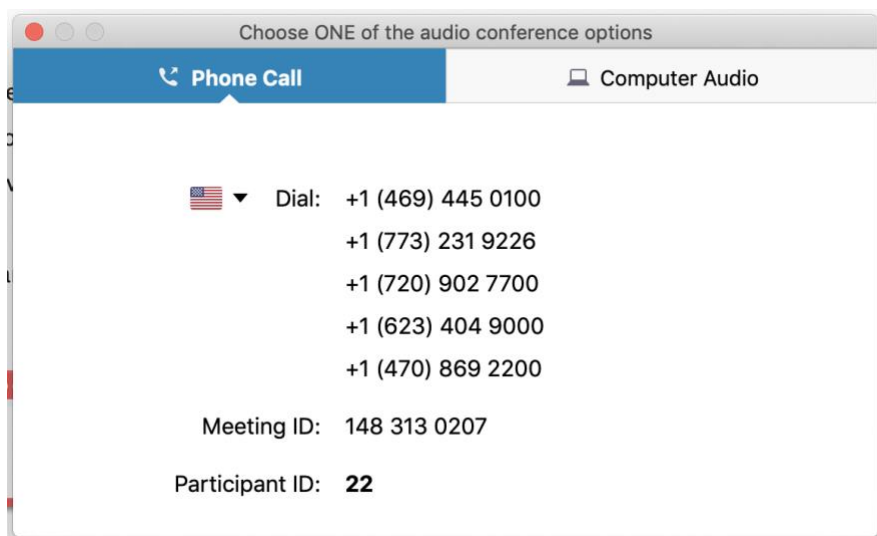 Choose ONE of the audio conference options
Phone Call
Computer Audio
Dial: +1 (469) 445 0100
+1 (773) 231 9226
+1 (720) 902 7700
+1 (623) 404 9000
+1 (470) 869 2200
Meeting ID: 148 313 0207
Participant ID: 22